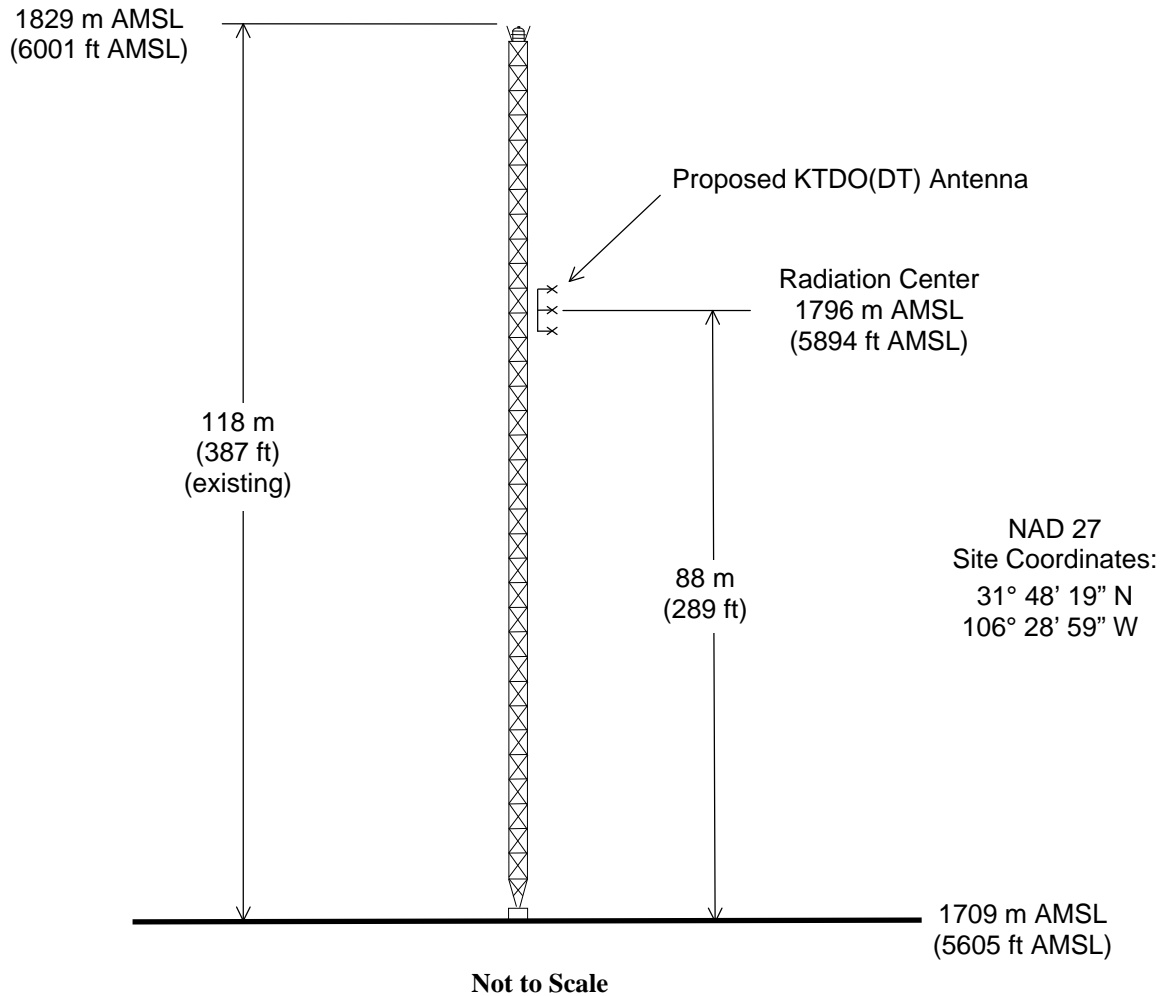 1829 m AMSL
(6001 ft AMSL)
Proposed KTDO(DT) Antenna
Radiation Center
1796 m AMSL
(5894 ft AMSL)
118 m
(387 ft)
(existing)
88 m
(289 ft)
NAD 27
Site Coordinates:
31° 48’ 19” N
106° 28’ 59” W
1709 m AMSL
(5605 ft AMSL)
Not to Scale